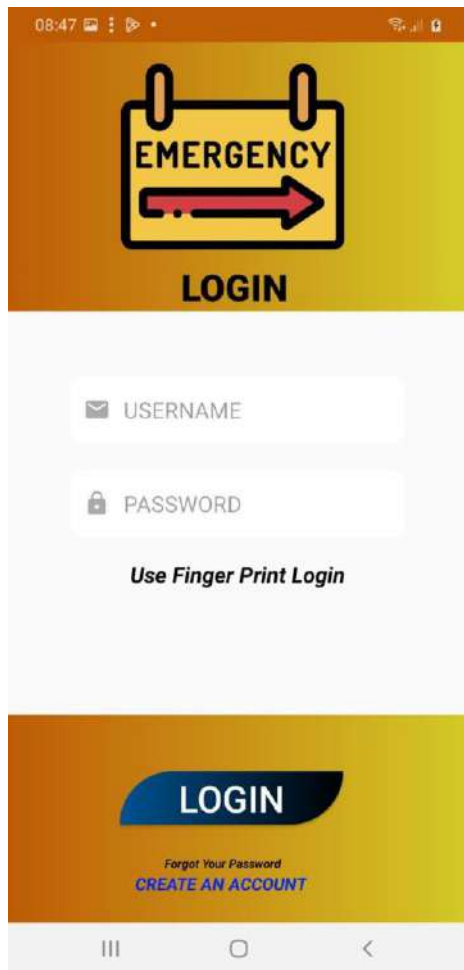 08:47
EMERGENCY
LOGIN
USERNAME
PASSWORD
Use Finger Print Login
LOGIN
Forgot Your Password
CREATE AN ACCOUNT